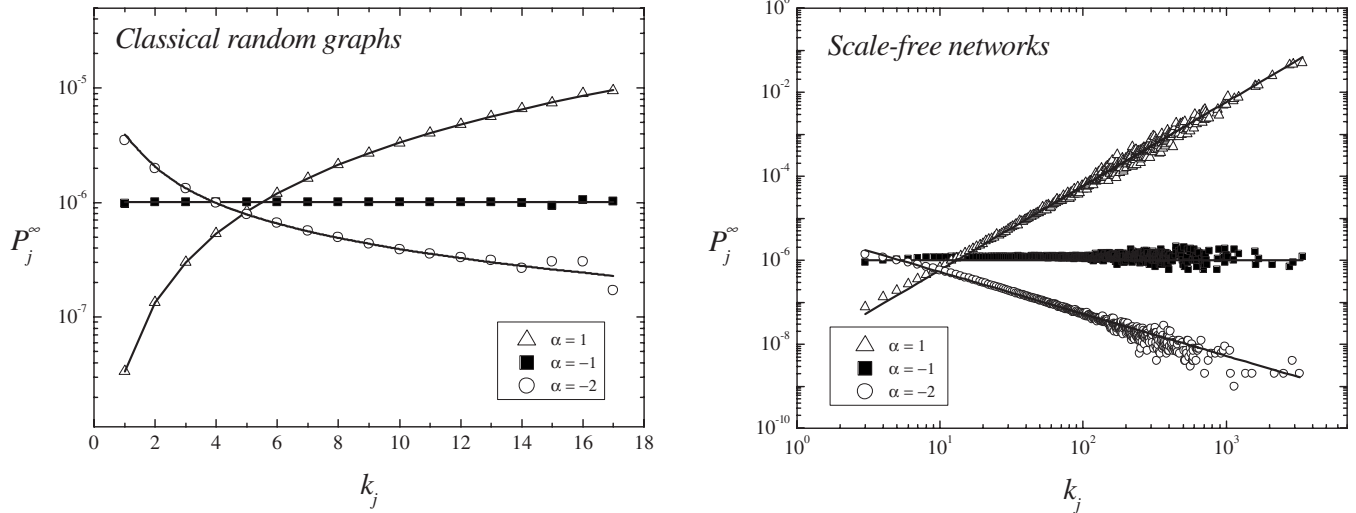 Classical random graphs
10^-5
10^-6
10^-7
P_j^∞
α = 1
α = −1
α = −2
0 2 4 6 8 10 12 14 16 18
k_j
Scale-free networks
10^0
10^-2
10^-4
10^-6
10^-8
10^-10
P_j^∞
α = 1
α = −1
α = −2
10^0 10^1 10^2 10^3
k_j